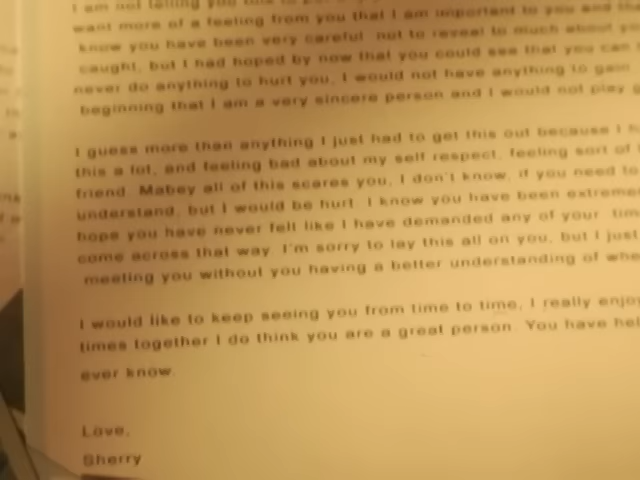 I am not telling you this to
want more of a feeling from you that I am important to you and
know you have been very careful not to reveal to much about
caught, but I had hoped by now that you could see that you can
never do anything to hurt you, I would not have anything to gain
beginning that I am a very sincere person and I would not play
I guess more than anything I just had to get this out because I
this a lot, and feeling bad about my self respect, feeling sort of
friend. Mabey all of this scares you, I don't know, if you need to
understand, but I would be hurt. I know you have been
hope you have never felt like I have demanded any of your
come across that way. I'm sorry to lay this all on you, but I just
meeting you without you having a better understanding of
I would like to keep seeing you from time to time, I really
times together I do think you are a great person. You have
ever know.
Love,
Sherry